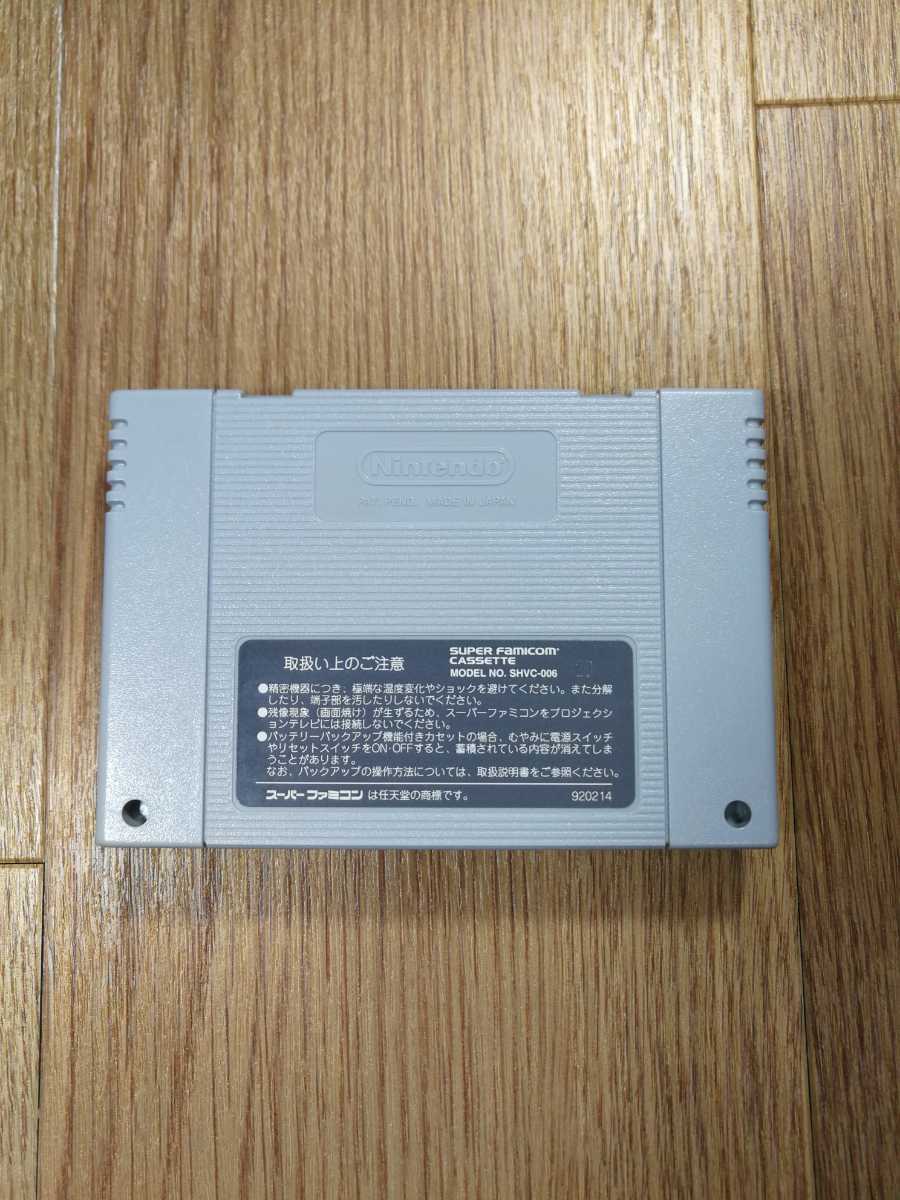 Nintendo
PAT. PEND. MADE IN JAPAN
取扱い上のご注意
SUPER Famicom
CASSETTE
MODEL NO. SHVC-006
●精密機器につき、極端な温度変化やショックを避けてください。また分解
したり、端子部を汚したりしないでください。
●残像現象(画面焼け)が生ずるため、スーパーファミコンをプロジェクシ
ョンテレビには接続しないでください。
●バッテリーバックアップ機能付きカセットの場合、むやみに電源スイッチ
やリセットスイッチをON·OFFすると、蓄積されている内容が消えてしま
うことがあります。
なお、バックアップの操作方法については、取扱説明書をご参照ください。
スーパーファミコン は任天堂の商標です。 920214